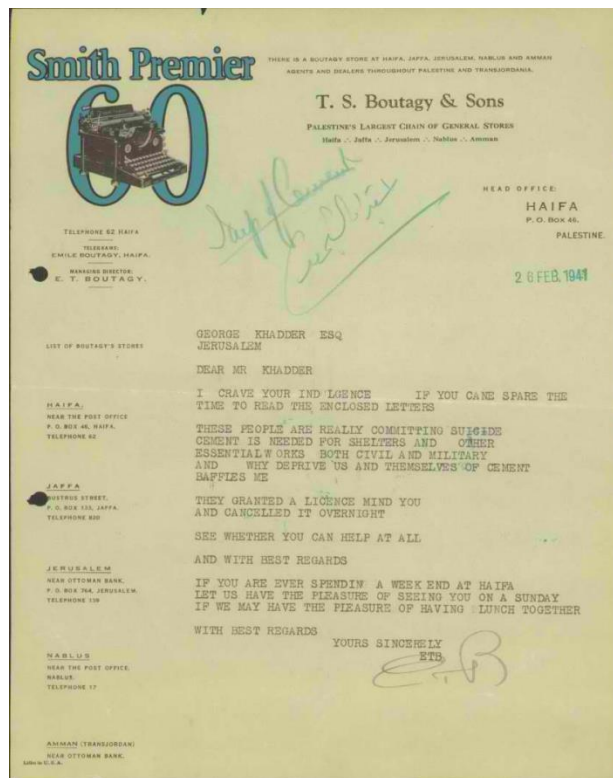 Smith Premier
60
THERE IS A BOUTAGY STORE AT HAIFA, JAFFA, JERUSALEM, NABLUS AND AMMAN
AGENTS AND DEALERS THROUGHOUT PALESTINE AND TRANSJORDANIA.
T. S. Boutagy & Sons
PALESTINE'S LARGEST CHAIN OF GENERAL STORES
Haifa ∴ Jaffa ∴ Jerusalem ∴ Nablus ∴ Amman
HEAD OFFICE:
HAIFA
P. O. BOX 46,
PALESTINE.
TELEPHONE 62 HAIFA
TELEGRAMS:
EMILE BOUTAGY, HAIFA.
MANAGING DIRECTOR:
E. T. BOUTAGY.
28 FEB. 1941
LIST OF BOUTAGY'S STORES
GEORGE KHADDER ESQ
JERUSALEM
DEAR MR KHADDER
I CRAVE YOUR IND LGENCE IF YOU CANE SPARE THE
TIME TO READ THE ENCLOSED LETTERS
THESE PEOPLE ARE REALLY COMMITTING SUICIDE
CEMENT IS NEEDED FOR SHELTERS AND OTHER
ESSENTIALWORKS BOTH CIVIL AND MILITARY
AND WHY DEPRIVE US AND THEMSELVES OF CEMENT
BAFFLES ME
THEY GRANTED A LICENCE MIND YOU
AND CANCELLED IT OVERNIGHT
SEE WHETHER YOU CAN HELP AT ALL
AND WITH BEST REGARDS
IF YOU ARE EVER SPENDIN A WEEK END AT HAIFA
LET US HAVE THE PLEASURE OF SEEING YOU ON A SUNDAY
IF WE MAY HAVE THE PLEASURE OF HAVING LUNCH TOGETHER
WITH BEST REGARDS
YOURS SINCERELY
ETB
HAIFA:
NEAR THE POST OFFICE
P. O. BOX 46, HAIFA.
TELEPHONE 62
JAFFA
BUSTRUS STREET,
P. O. BOX 133, JAFFA.
TELEPHONE 830
JERUSALEM
NEAR OTTOMAN BANK,
P. O. BOX 764, JERUSALEM.
TELEPHONE 139
NABLUS
NEAR THE POST OFFICE,
NABLUS.
TELEPHONE 17
AMMAN (TRANSJORDAN)
NEAR OTTOMAN BANK,